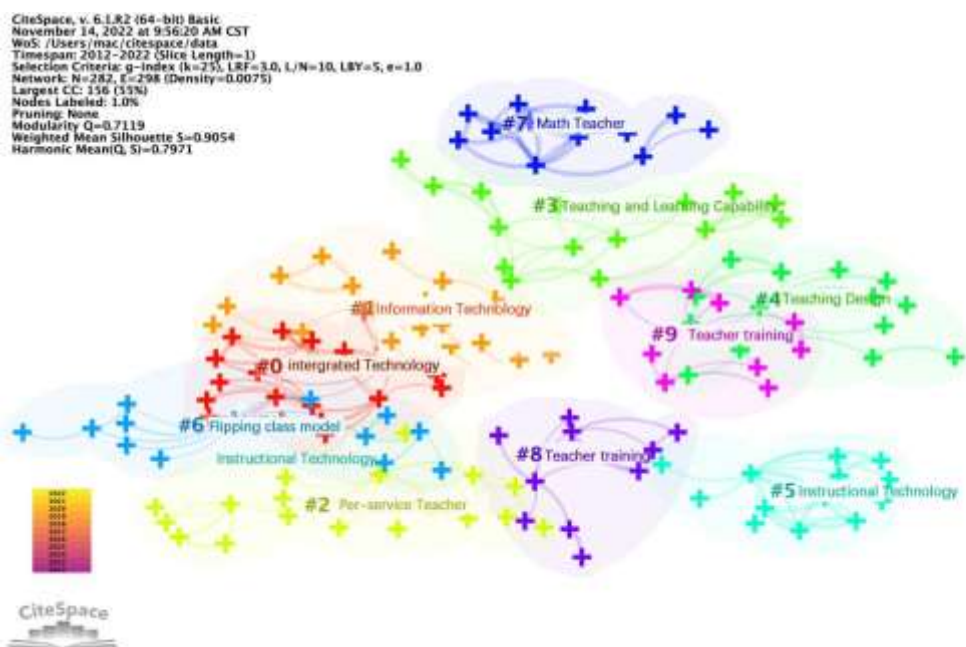 CiteSpace, v. 6.1.R2 (64-bit) Basic
November 14, 2022 at 9:56:20 AM CST
WoS: /Users/mac/citespace/data
Timespan: 2012-2022 (Slice Length=1)
Selection Criteria: g-index (k=25), LRF=3.0, L/N=10, LBY=5, e=1.0
Network: N=282, E=298 (Density=0.0075)
Largest CC: 156 (55%)
Nodes Labeled: 1.0%
Pruning: None
Modularity Q=0.7119
Weighted Mean Silhouette S=0.9054
Harmonic Mean(Q, S)=0.7971
#7 Math Teacher
#3 Teaching and Learning Capability
#4 Teaching Design
#1 Information Technology
#9 Teacher training
#0 intergrated Technology
#6 Flipping class model
Instructional Technology
#8 Teacher training
#5 Instructional Technology
#2 Per-service Teacher
CiteSpace